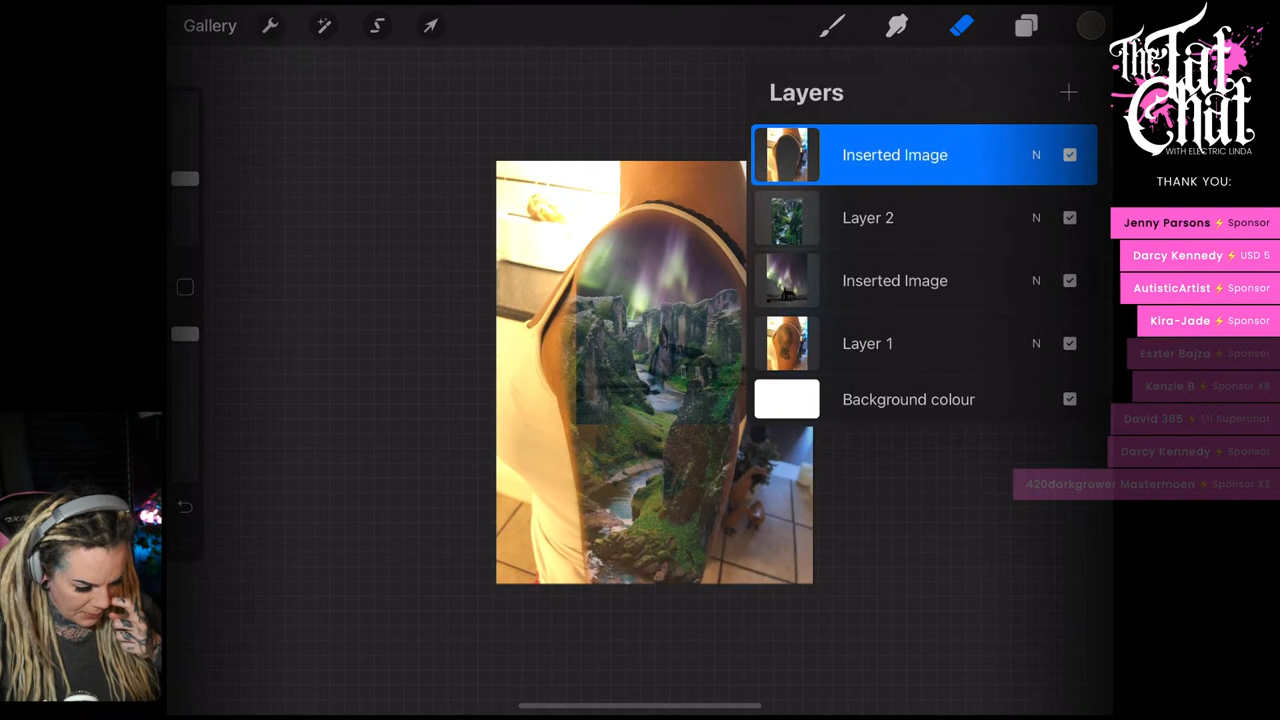 Gallery
Layers
Inserted Image N
Layer 2 N
Inserted Image N
Layer 1 N
Background colour
The Tat Chat
WITH ELECTRIC LINDA
THANK YOU:
Jenny Parsons ⚡ Sponsor
Darcy Kennedy ⚡ USD 5
AutisticArtist ⚡ Sponsor
Kira-Jade ⚡ Sponsor
Eszter Bajza ⚡ Sponsor
Kenzie B ⚡ Sponsor X8
David 365 ⚡ 1:11 Superchat
Darcy Kennedy ⚡ Sponsor
420darkgrower Mastermoen ⚡ Sponsor X3